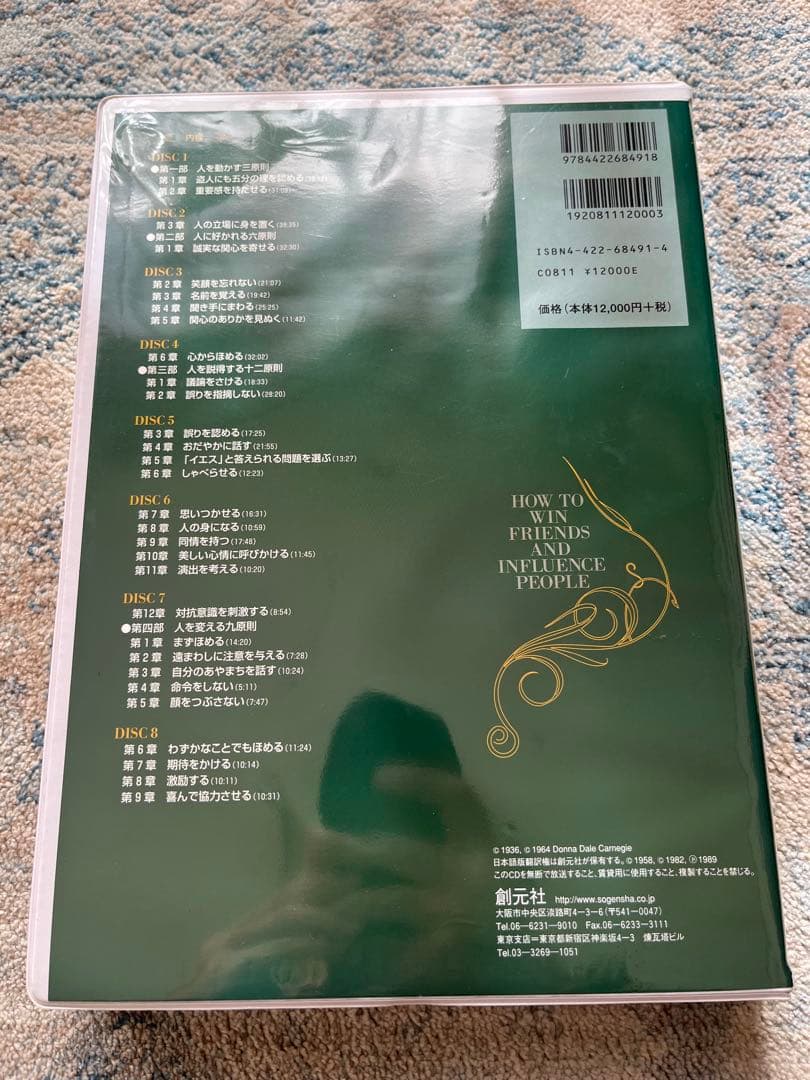 内容
DISC 1
●第一部 人を動かす三原則
第1章 盗人にも五分の理を認める
第2章 重要感を持たせる(31:09)
DISC 2
第3章 人の立場に身を置く(39:35)
●第二部 人に好かれる六原則
第1章 誠実な関心を寄せる(32:30)
DISC 3
第2章 笑顔を忘れない(21:07)
第3章 名前を覚える(19:42)
第4章 聞き手にまわる(25:25)
第5章 関心のありかを見ぬく(11:42)
DISC 4
第6章 心からほめる(32:02)
●第三部 人を説得する十二原則
第1章 議論をさける(18:33)
第2章 誤りを指摘しない(28:20)
DISC 5
第3章 誤りを認める(17:25)
第4章 おだやかに話す(21:55)
第5章 「イエス」と答えられる問題を選ぶ(13:27)
第6章 しゃべらせる(12:23)
DISC 6
第7章 思いつかせる(16:31)
第8章 人の身になる(10:59)
第9章 同情を持つ(17:48)
第10章 美しい心情に呼びかける(11:45)
第11章 演出を考える(10:20)
DISC 7
第12章 対抗意識を刺激する(8:54)
●第四部 人を変える九原則
第1章 まずほめる(14:20)
第2章 遠まわしに注意を与える(7:28)
第3章 自分のあやまちを話す(10:24)
第4章 命令をしない(5:11)
第5章 顔をつぶさない(7:47)
DISC 8
第6章 わずかなことでもほめる(11:24)
第7章 期待をかける(10:14)
第8章 激励する(10:11)
第9章 喜んで協力させる(10:31)
9784422684918
1920811120003
ISBN4-422-68491-4
C0811 ¥12000E
価格(本体12,000円+税)
HOW TO
WIN
FRIENDS
AND
INFLUENCE
PEOPLE
© 1936, © 1964 Donna Dale Carnegie
日本語版翻訳権は創元社が保有する。© 1958, © 1982, ℗ 1989
このCDを無断で放送すること、賃貸用に使用すること、複製することを禁じる。
創元社 http://www.sogensha.co.jp
大阪市中央区淡路町4-3-6(〒541-0047)
Tel.06-6231-9010 Fax.06-6233-3111
東京支店=東京都新宿区神楽坂4-3 煉瓦塔ビル
Tel.03-3269-1051